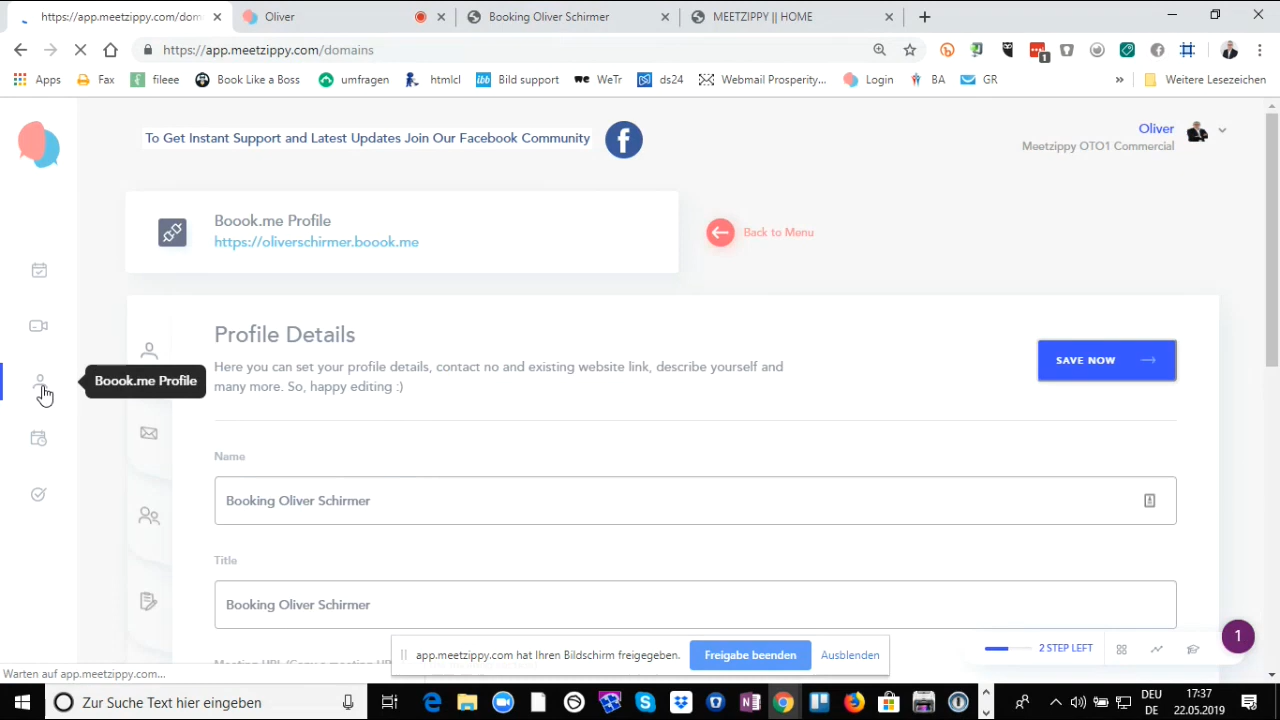 https://app.meetzippy.com/dom
Oliver
Booking Oliver Schirmer
MEETZIPPY || HOME
https://app.meetzippy.com/domains
1
Apps
Fax
fileee
Book Like a Boss
umfragen
htmlcl
Bild support
WeTr
ds24
Webmail Prosperity...
Login
BA
GR
»
Weitere Lesezeichen
To Get Instant Support and Latest Updates Join Our Facebook Community
Oliver
Meetzippy OTO1 Commercial
Boook.me Profile
https://oliverschirmer.boook.me
Back to Menu
Profile Details
SAVE NOW
Here you can set your profile details, contact no and existing website link, describe yourself and
many more. So, happy editing :)
Boook.me Profile
Name
Booking Oliver Schirmer
Title
Booking Oliver Schirmer
app.meetzippy.com hat Ihren Bildschirm freigegeben.
Freigabe beenden
Ausblenden
2 STEP LEFT
1
Warten auf app.meetzippy.com...
Zur Suche Text hier eingeben
DEU
DE
17:37
22.05.2019